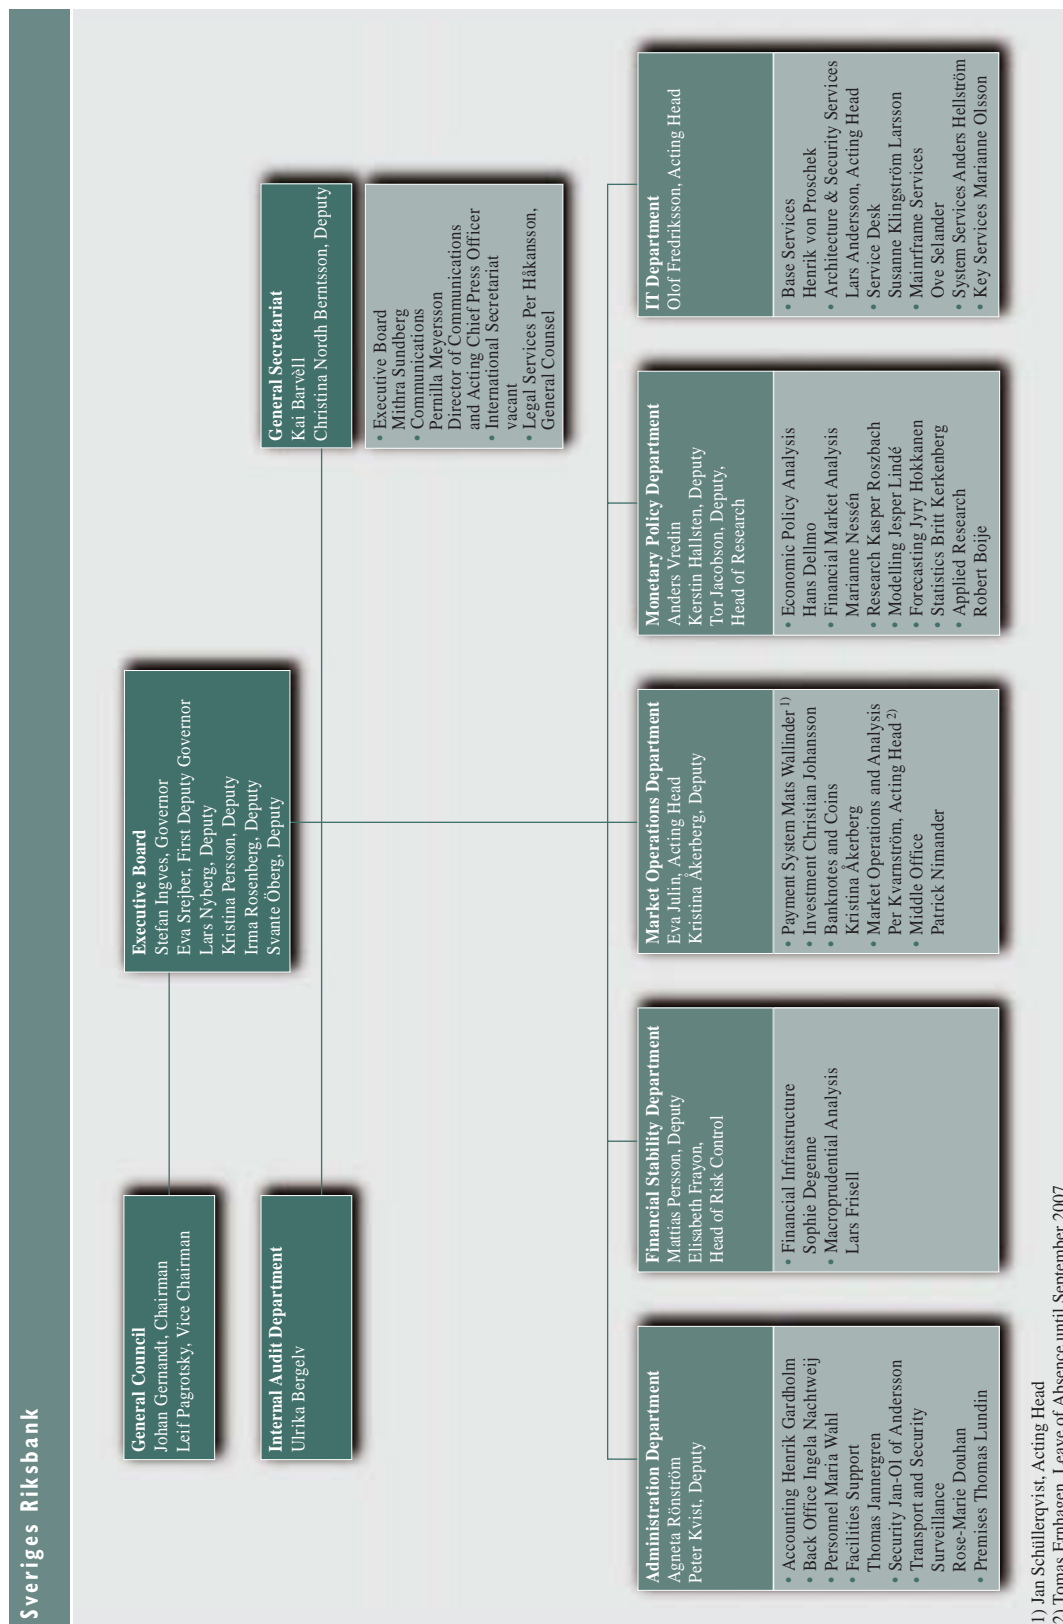 Sveriges Riksbank
General Council
Johan Gernandt, Chairman
Leif Pagrotsky, Vice Chairman
Executive Board
Stefan Ingves, Governor
Eva Srejber, First Deputy Governor
Lars Nyberg, Deputy
Kristina Persson, Deputy
Irma Rosenberg, Deputy
Svante Öberg, Deputy
Internal Audit Department
Ulrika Bergelv
General Secretariat
Kai Barvèll
Christina Nordh Berntsson, Deputy
• Executive Board
Mithra Sundberg
• Communications
Pernilla Meyersson
Director of Communications
and Acting Chief Press Officer
• International Secretariat
vacant
• Legal Services Per Håkansson,
General Counsel
Administration Department
Agneta Rönström
Peter Kvist, Deputy
• Accounting Henrik Gardholm
• Back Office Ingela Nachtweij
• Personnel Maria Wahl
• Facilities Support
Thomas Jannergren
• Security Jan-Ol of Andersson
• Transport and Security
Surveillance
Rose-Marie Douhan
• Premises Thomas Lundin
Financial Stability Department
Mattias Persson, Deputy
Elisabeth Frayon,
Head of Risk Control
• Financial Infrastructure
Sophie Degenne
• Macroprudential Analysis
Lars Frisell
Market Operations Department
Eva Julin, Acting Head
Kristina Åkerberg, Deputy
• Payment System Mats Wallinder 1)
• Investment Christian Johansson
• Banknotes and Coins
Kristina Åkerberg
• Market Operations and Analysis
Per Kvarnström, Acting Head 2)
• Middle Office
Patrick Nimander
Monetary Policy Department
Anders Vredin
Kerstin Hallsten, Deputy
Tor Jacobson, Deputy,
Head of Research
• Economic Policy Analysis
Hans Dellmo
• Financial Market Analysis
Marianne Nessén
• Research Kasper Roszbach
• Modelling Jesper Lindé
• Forecasting Jyry Hokkanen
• Statistics Britt Kerkenberg
• Applied Research
Robert Boije
IT Department
Olof Fredriksson, Acting Head
• Base Services
Henrik von Proschek
• Architecture & Security Services
Lars Andersson, Acting Head
• Service Desk
Susanne Klingström Larsson
• Mainrframe Services
Ove Selander
• System Services Anders Hellström
• Key Services Marianne Olsson
1) Jan Schüllerqvist, Acting Head
2) Tomas Ernhagen, Leave of Absence until September 2007